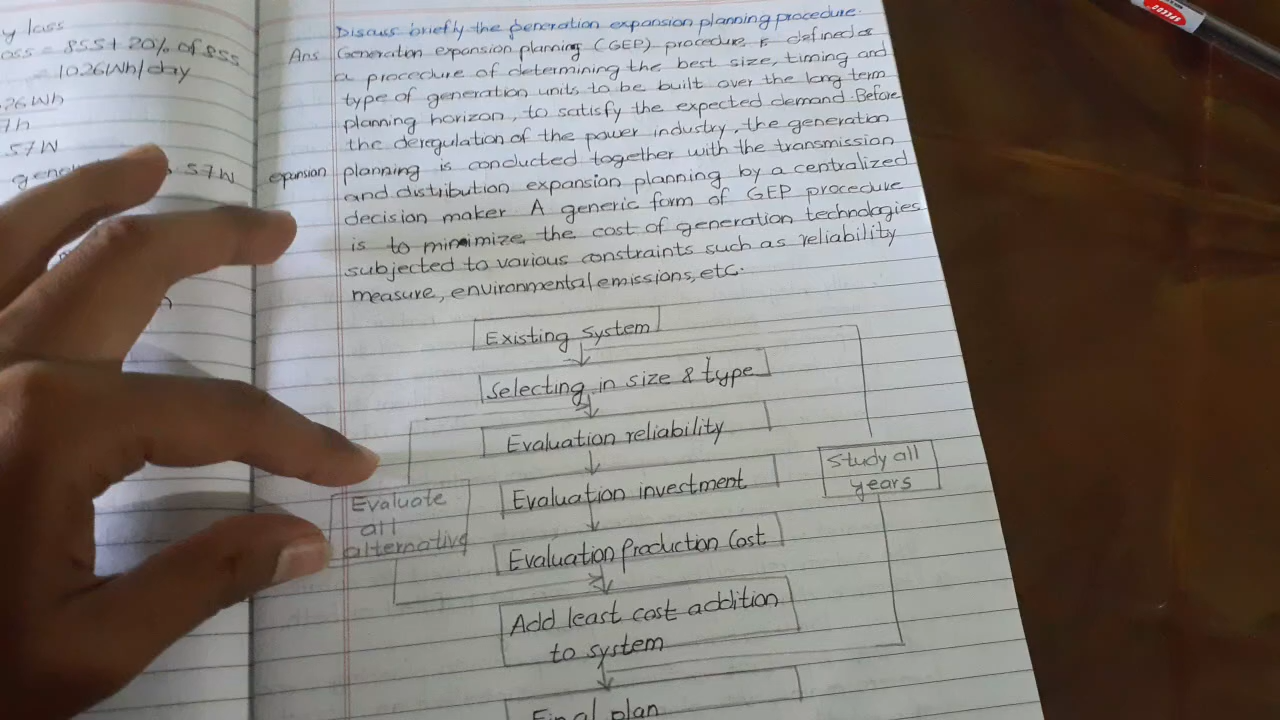 y loss
oss = 855 + 20% of 855
= 1026Wh/day
26 Wh
7h
57W
57W
Discuss briefly the generation expansion planning procedure.
Ans Generation expansion planning (GEP) procedure is defined as
a procedure of determining the best size, timing and
type of generation units to be built over the long term
planning horizon, to satisfy the expected demand. Before
the deregulation of the power industry, the generation
expansion planning is conducted together with the transmission
and distribution expansion planning by a centralized
decision maker. A generic form of GEP procedure
is to minimize the cost of generation technologies
subjected to various constraints such as reliability
measure, environmental emissions, etc.
Existing system
Selecting in size & type
Evaluation reliability
Evaluation investment
Evaluation Production Cost
Add least cost addition
to system
Final plan
Evaluate
all
alternative
Study all
years